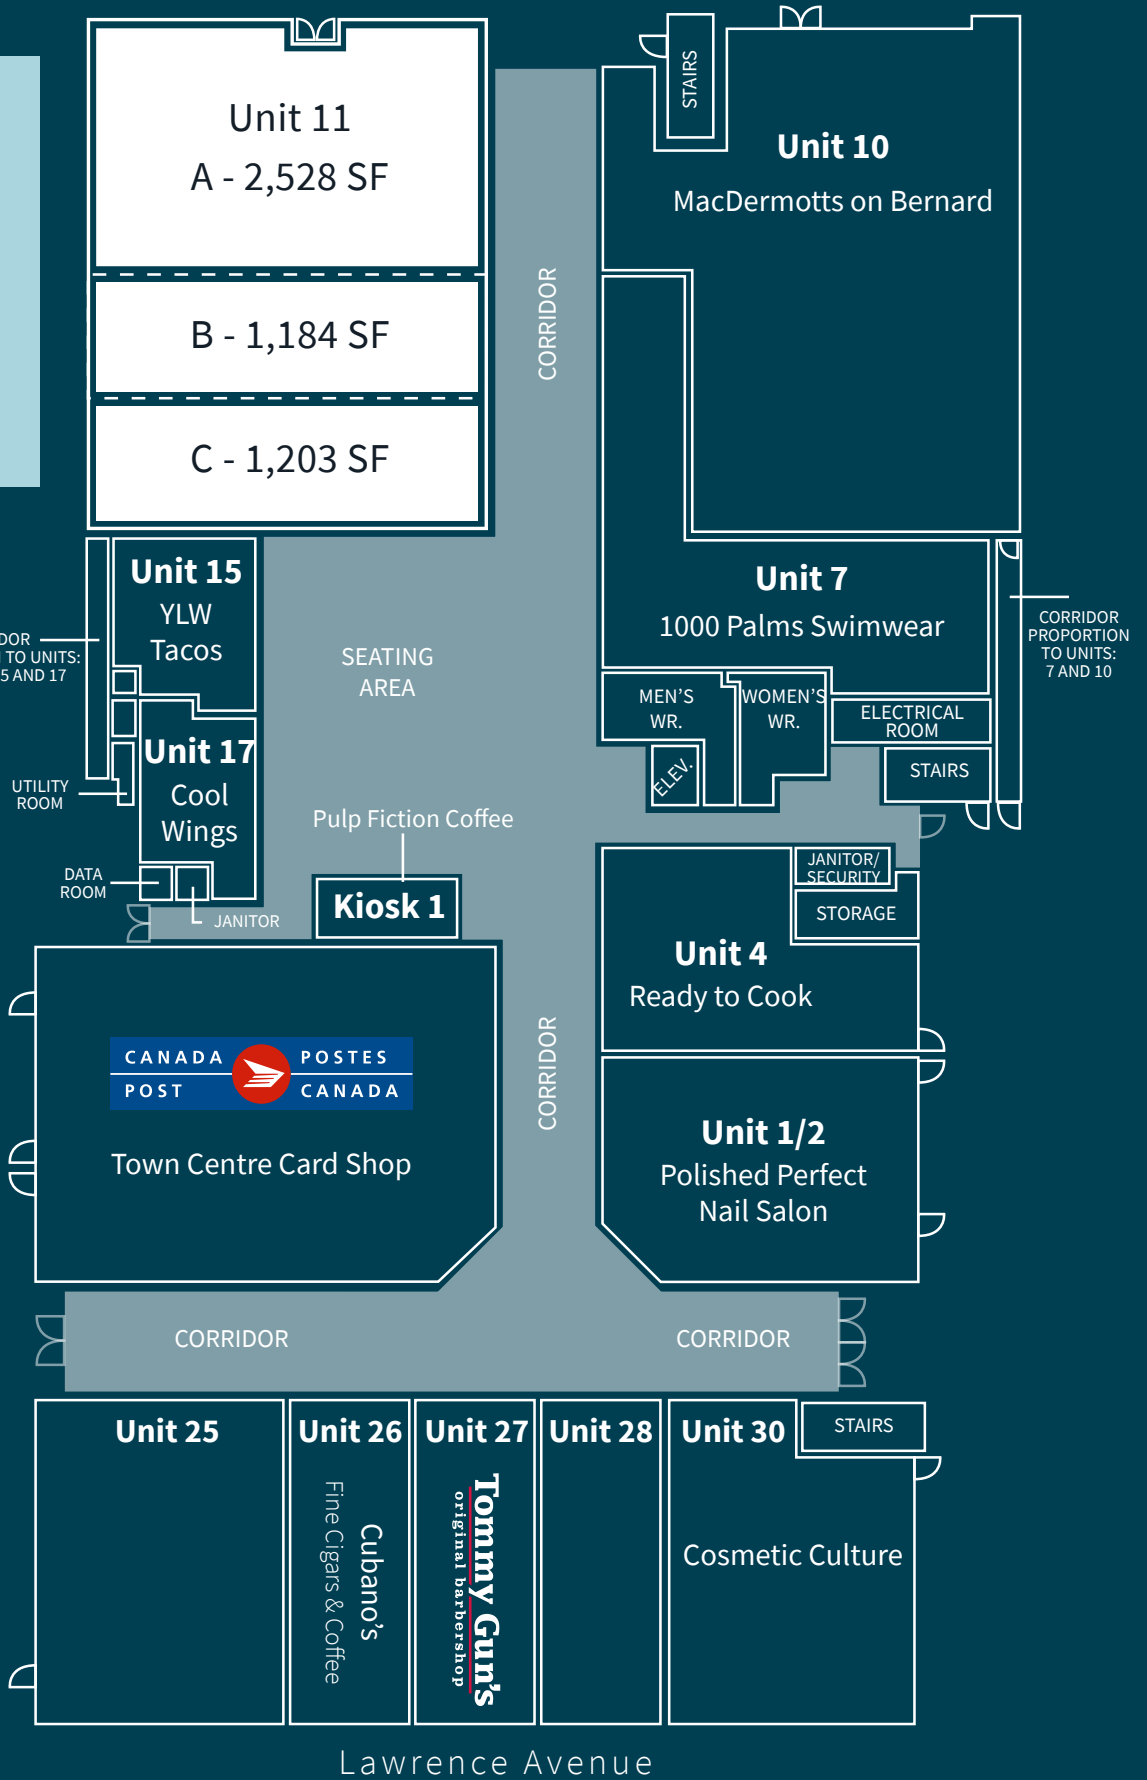 Unit 11
A - 2,528 SF
B - 1,184 SF
C - 1,203 SF
CORRIDOR
STAIRS
Unit 10
MacDermotts on Bernard
Unit 7
1000 Palms Swimwear
CORRIDOR
PROPORTION
TO UNITS:
7 AND 10
Unit 15
YLW
Tacos
DOR
TO UNITS:
5 AND 17
SEATING
AREA
MEN'S
WR.
WOMEN'S
WR.
ELECTRICAL
ROOM
STAIRS
ELEV.
Unit 17
Cool
Wings
UTILITY
ROOM
Pulp Fiction Coffee
Kiosk 1
DATA
ROOM
JANITOR
JANITOR/
SECURITY
STORAGE
Unit 4
Ready to Cook
CANADA POSTES
POST CANADA
Town Centre Card Shop
CORRIDOR
Unit 1/2
Polished Perfect
Nail Salon
CORRIDOR
CORRIDOR
Unit 25
Unit 26
Cubano's
Fine Cigars & Coffee
Unit 27
Tommy Gun's
original barbershop
Unit 28
Unit 30
STAIRS
Cosmetic Culture
Lawrence Avenue